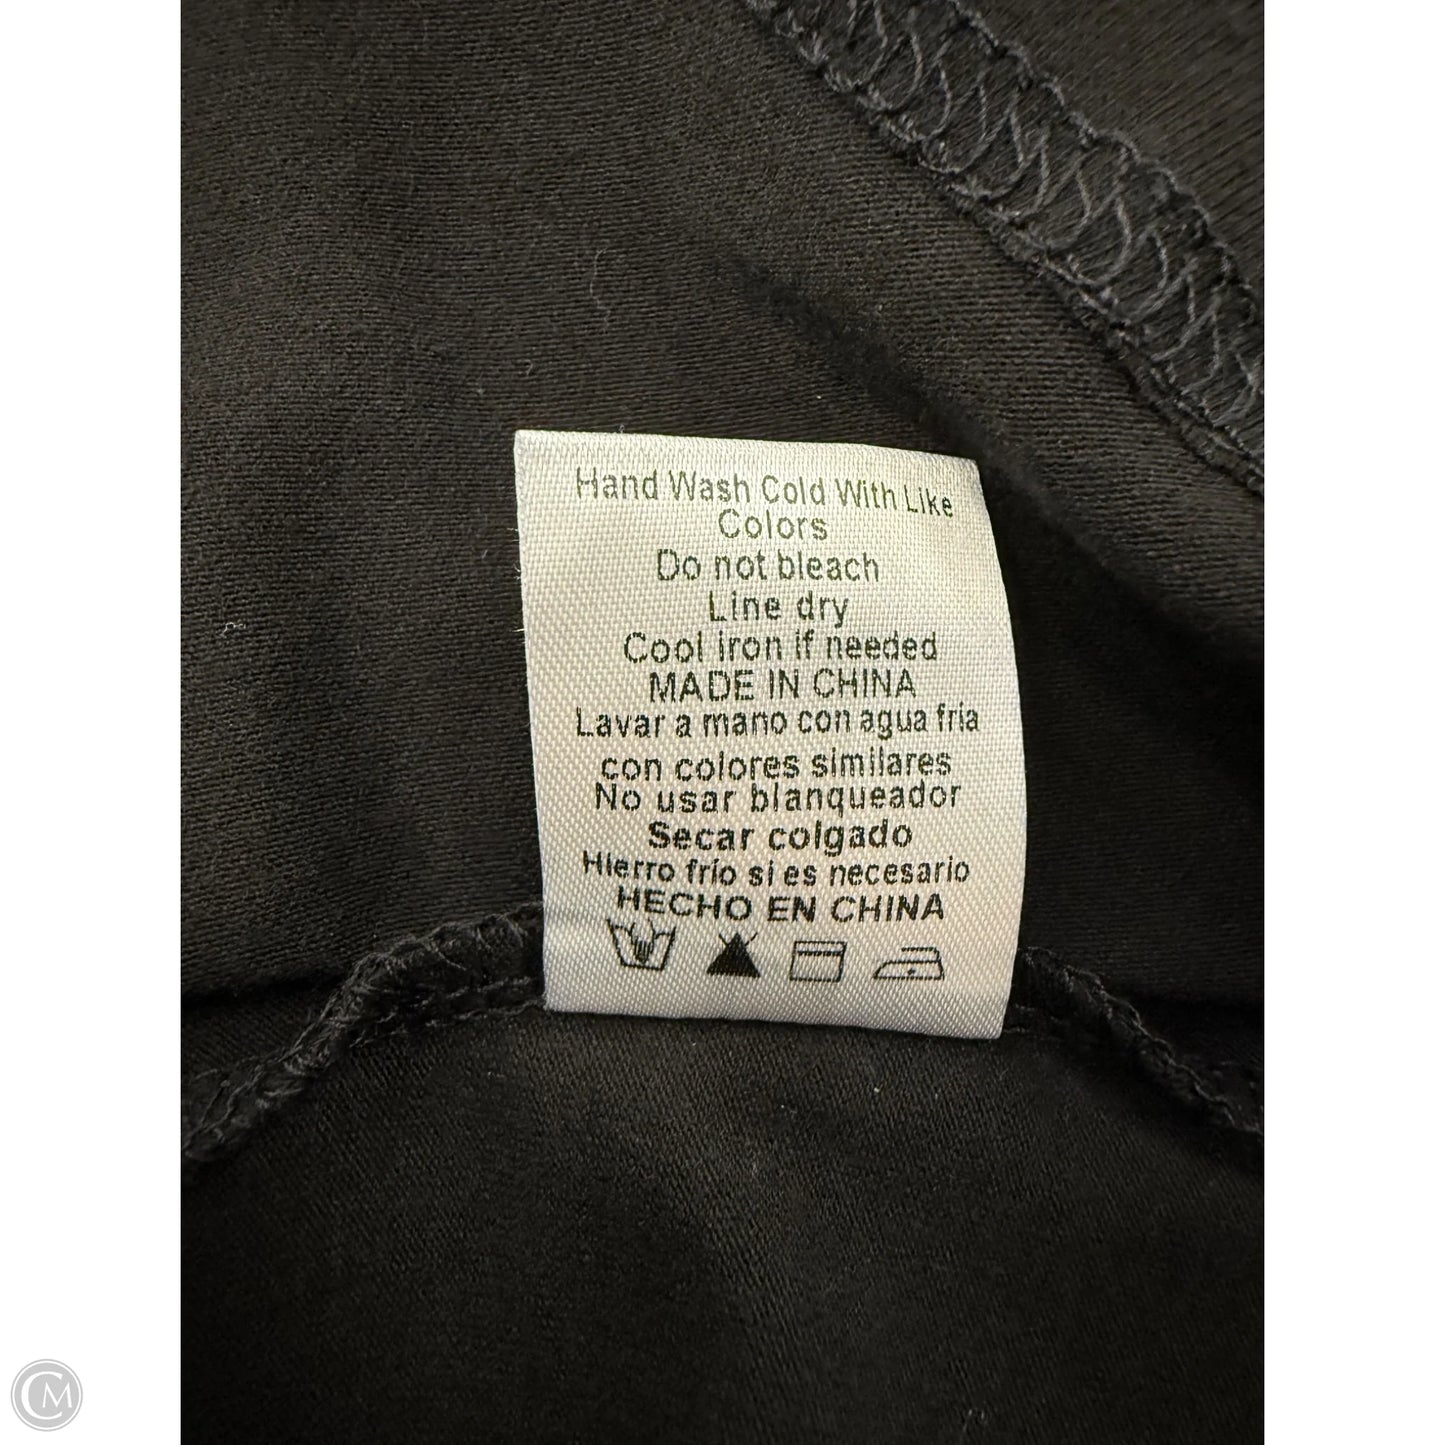 Hand Wash Cold With Like
Colors
Do not bleach
Line dry
Cool iron if needed
MADE IN CHINA
Lavar a mano con agua fría
con colores similares
No usar blanqueador
Secar colgado
Hierro frío si es necesario
HECHO EN CHINA
CM